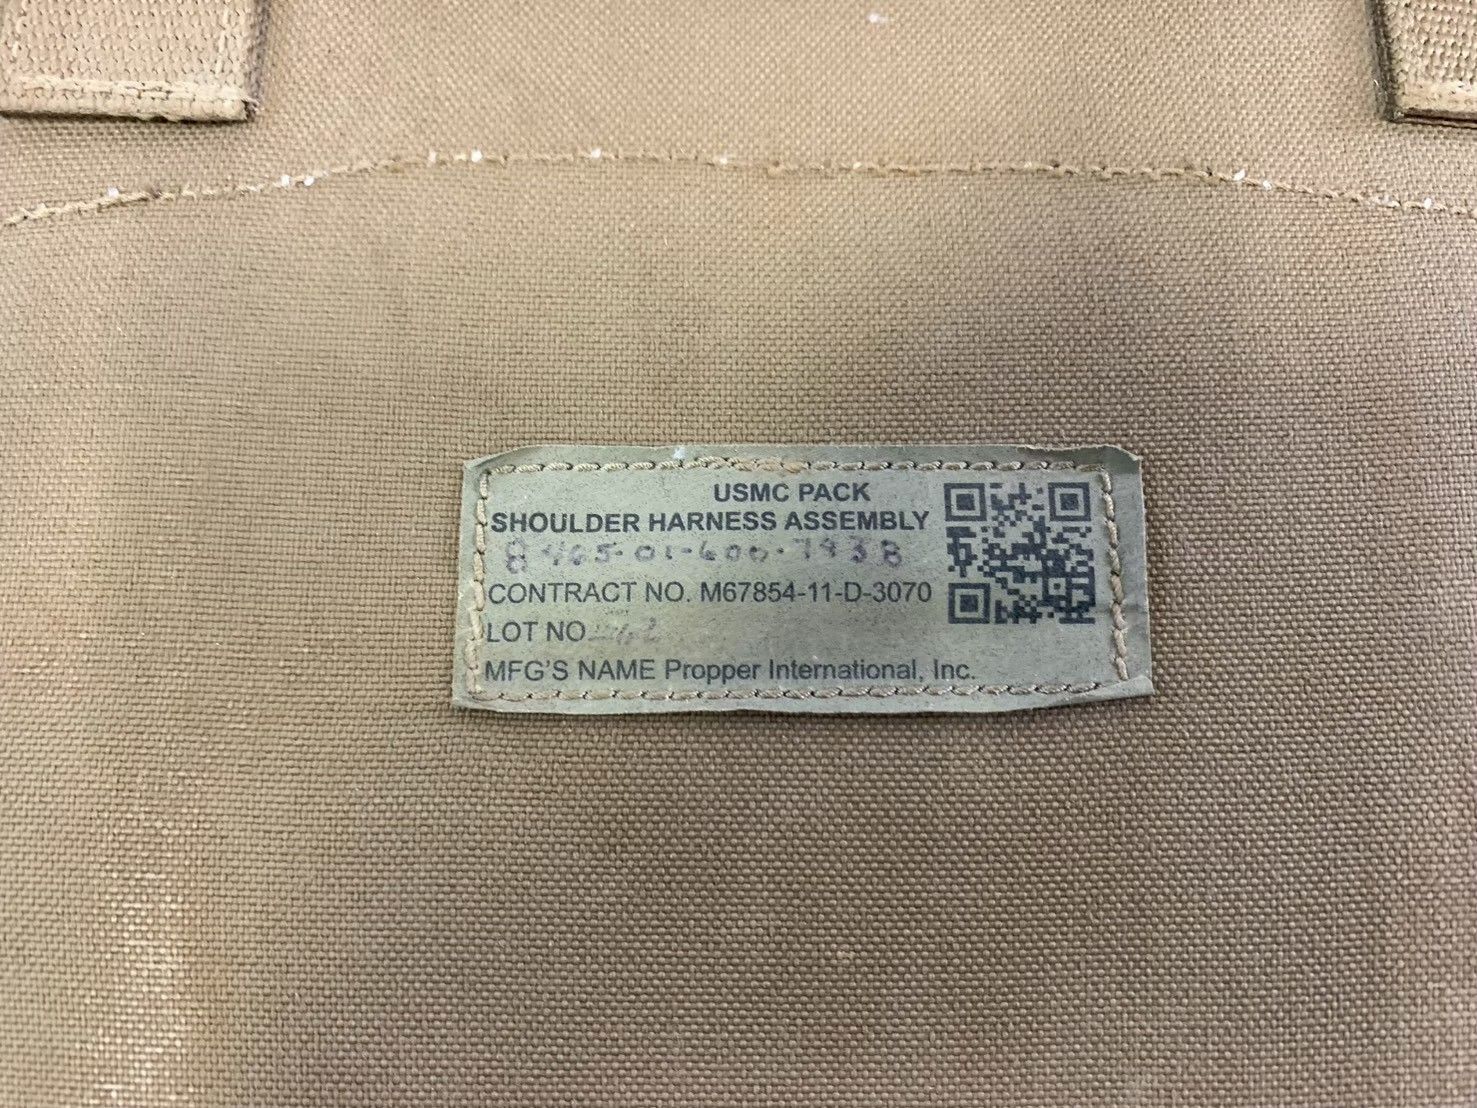 USMC PACK
SHOULDER HARNESS ASSEMBLY
8465-01-600-7938
CONTRACT NO. M67854-11-D-3070
LOT NO
MFG'S NAME Propper International, Inc.